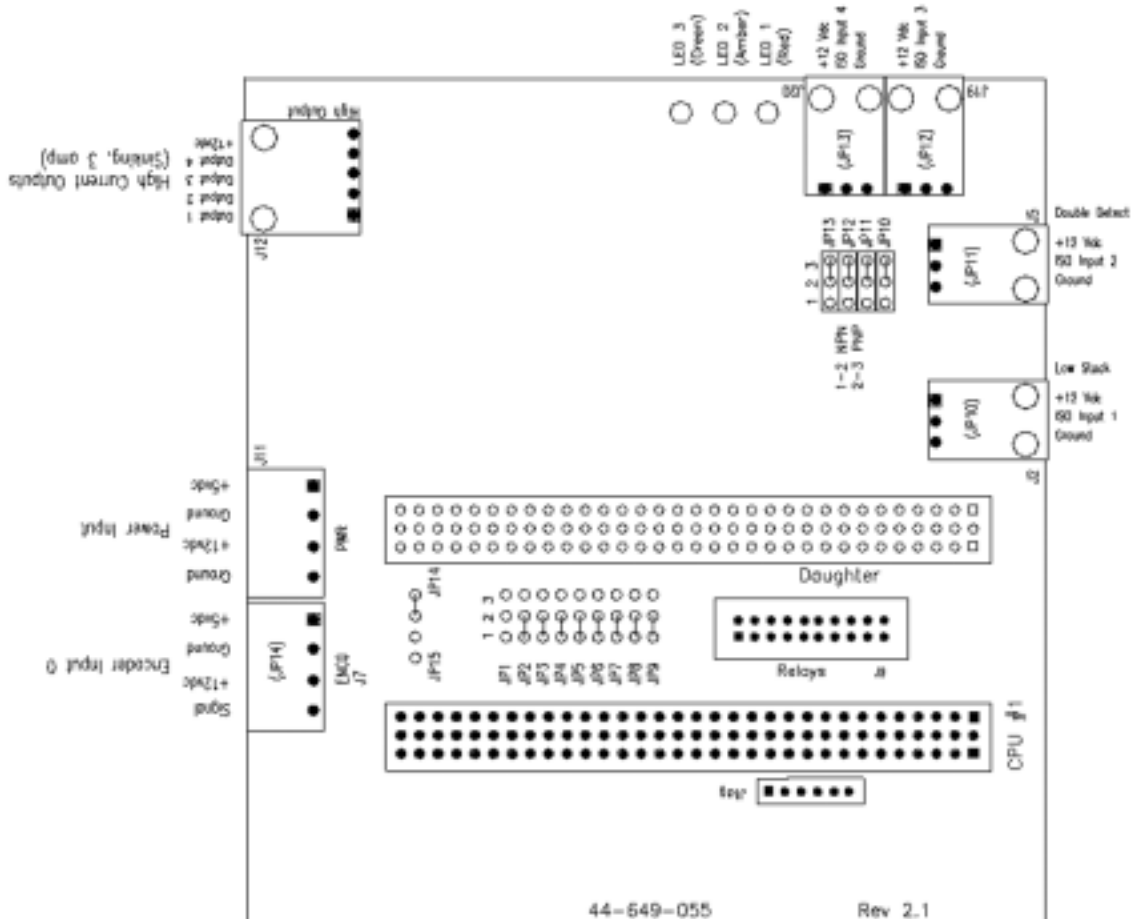 LED 3
(Green)
LED 2
(Amber)
LED 1
(Red)
+12 Vdc
ISO Input 4
Ground
+12 Vdc
ISO Input 3
Ground
J19
(JP13)
(JP12)
High Output
+12vdc
Output 4
Output 3
Output 2
Output 1
High Current Outputs
(Sinking, 3 amp)
J12
JP13
JP12
JP11
JP10
1 2 3
1-2 NPN
2-3 PNP
J5
Double Detect
+12 Vdc
ISO Input 2
Ground
(JP11)
Low Stack
+12 Vdc
ISO Input 1
Ground
(JP10)
J2
J11
Power Input
+5vdc
Ground
+12vdc
Ground
PWR
Encoder Input 0
+5vdc
Ground
+12vdc
Signal
(JP14)
J7
Daughter
JP14
JP15
1 2 3
JP1
JP2
JP3
JP4
JP5
JP6
JP7
JP8
JP9
Relays
CPU
44-649-055
Rev 2.1